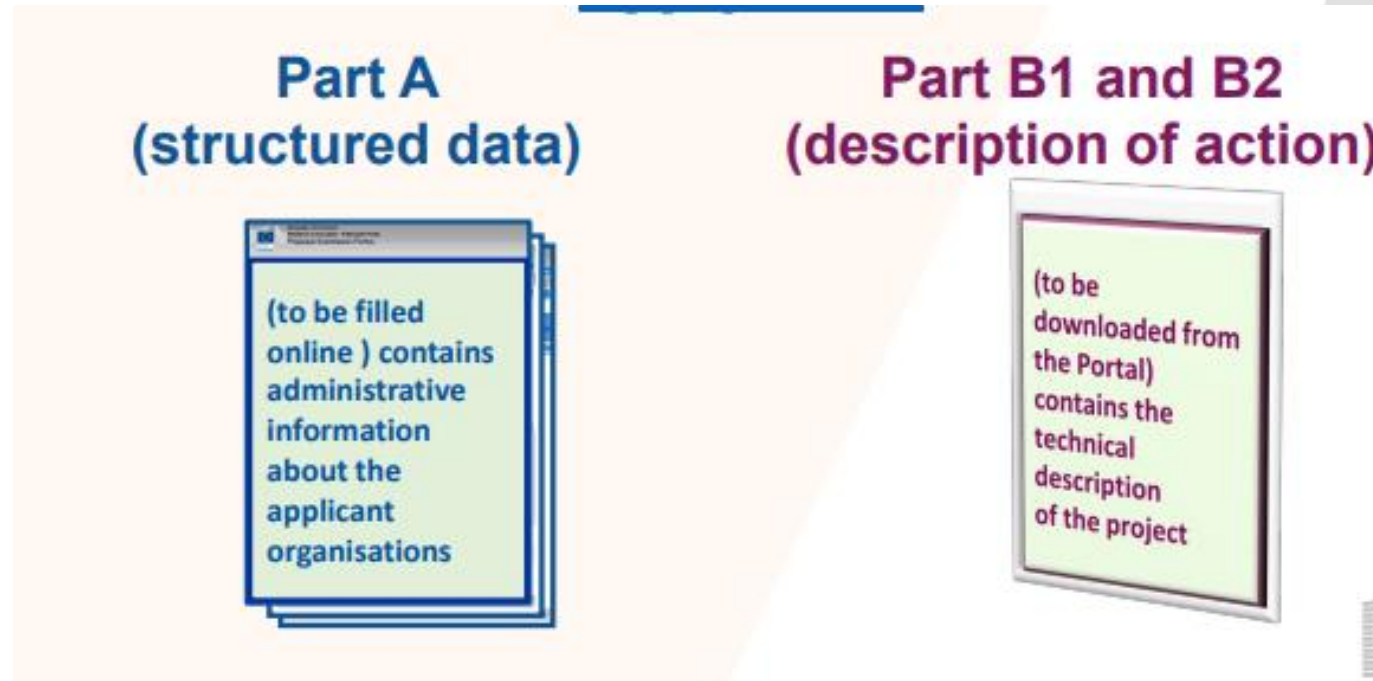 Part A
(structured data)
(to be filled
online ) contains
administrative
information
about the
applicant
organisations
Part B1 and B2
(description of action)
(to be
downloaded from
the Portal)
contains the
technical
description
of the project